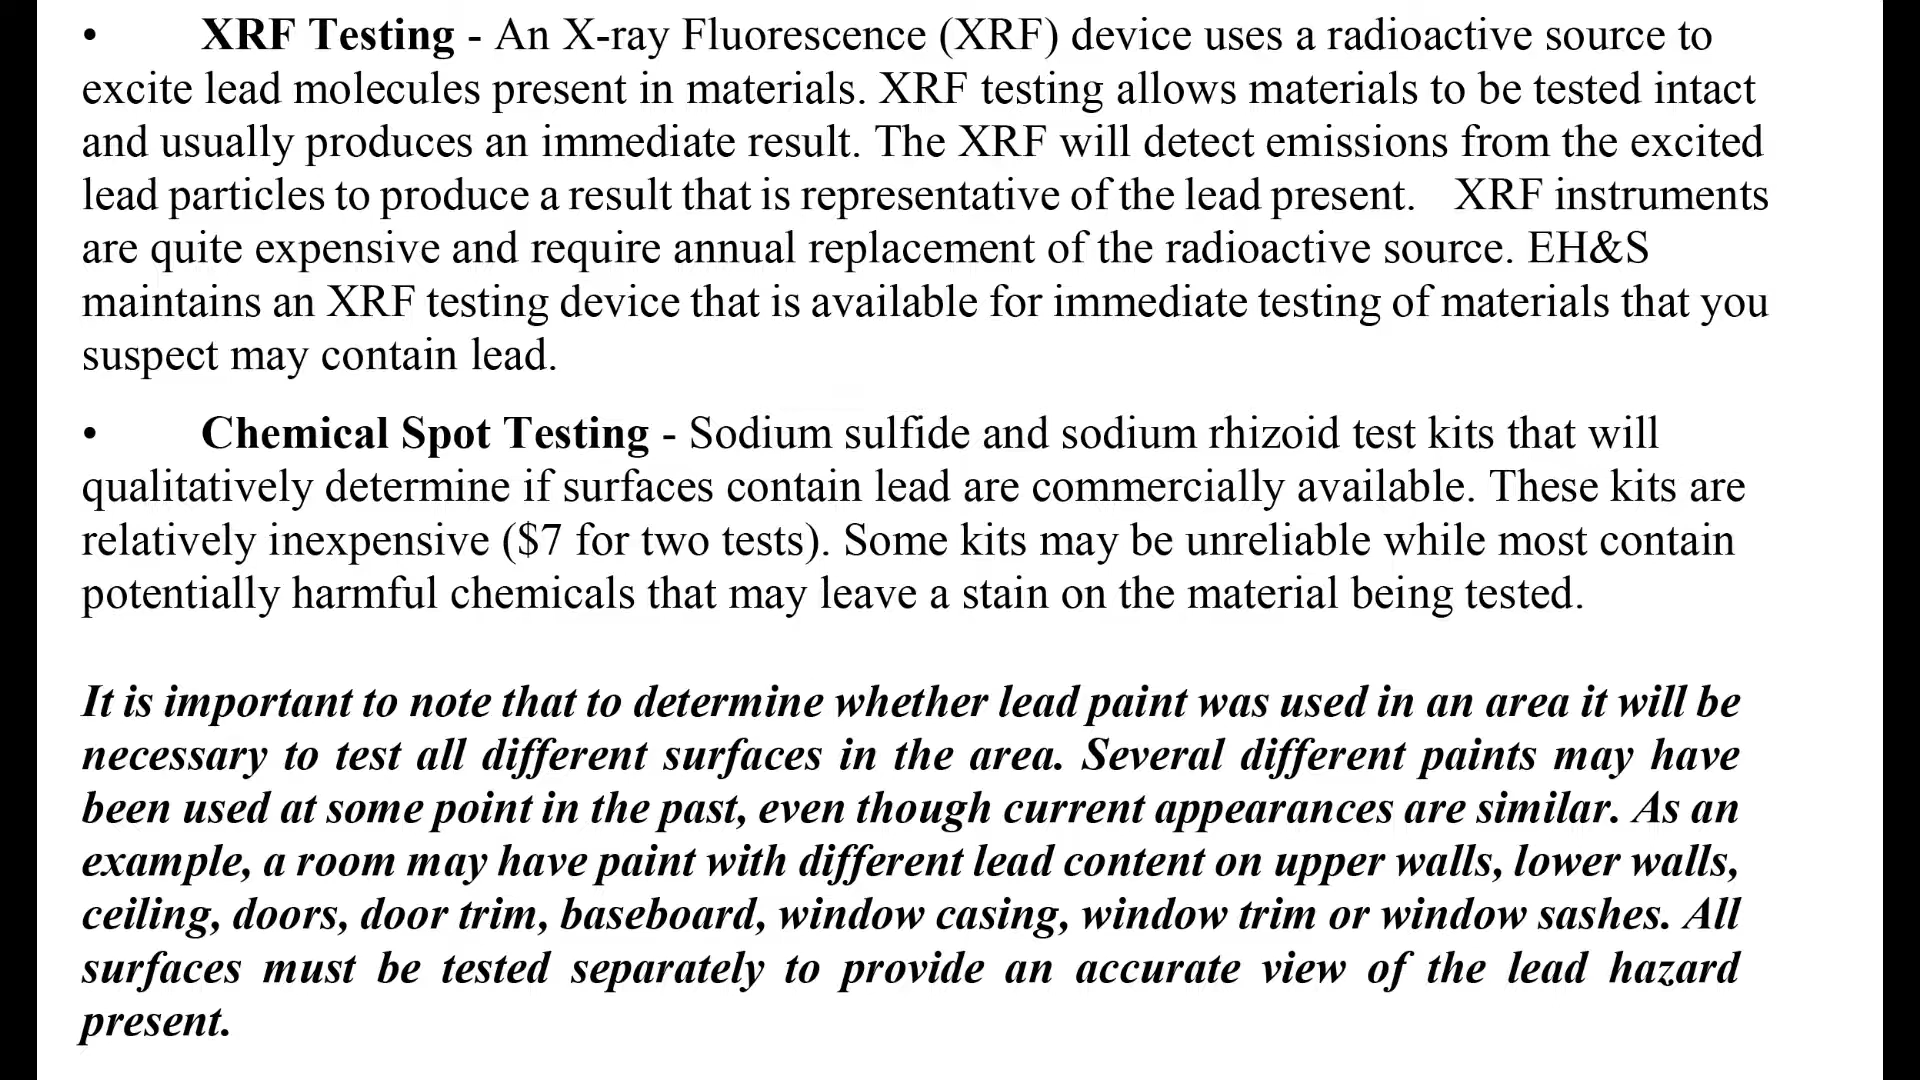 • XRF Testing - An X-ray Fluorescence (XRF) device uses a radioactive source to
excite lead molecules present in materials. XRF testing allows materials to be tested intact
and usually produces an immediate result. The XRF will detect emissions from the excited
lead particles to produce a result that is representative of the lead present. XRF instruments
are quite expensive and require annual replacement of the radioactive source. EH&S
maintains an XRF testing device that is available for immediate testing of materials that you
suspect may contain lead.
• Chemical Spot Testing - Sodium sulfide and sodium rhizoid test kits that will
qualitatively determine if surfaces contain lead are commercially available. These kits are
relatively inexpensive ($7 for two tests). Some kits may be unreliable while most contain
potentially harmful chemicals that may leave a stain on the material being tested.
It is important to note that to determine whether lead paint was used in an area it will be
necessary to test all different surfaces in the area. Several different paints may have
been used at some point in the past, even though current appearances are similar. As an
example, a room may have paint with different lead content on upper walls, lower walls,
ceiling, doors, door trim, baseboard, window casing, window trim or window sashes. All
surfaces must be tested separately to provide an accurate view of the lead hazard
present.